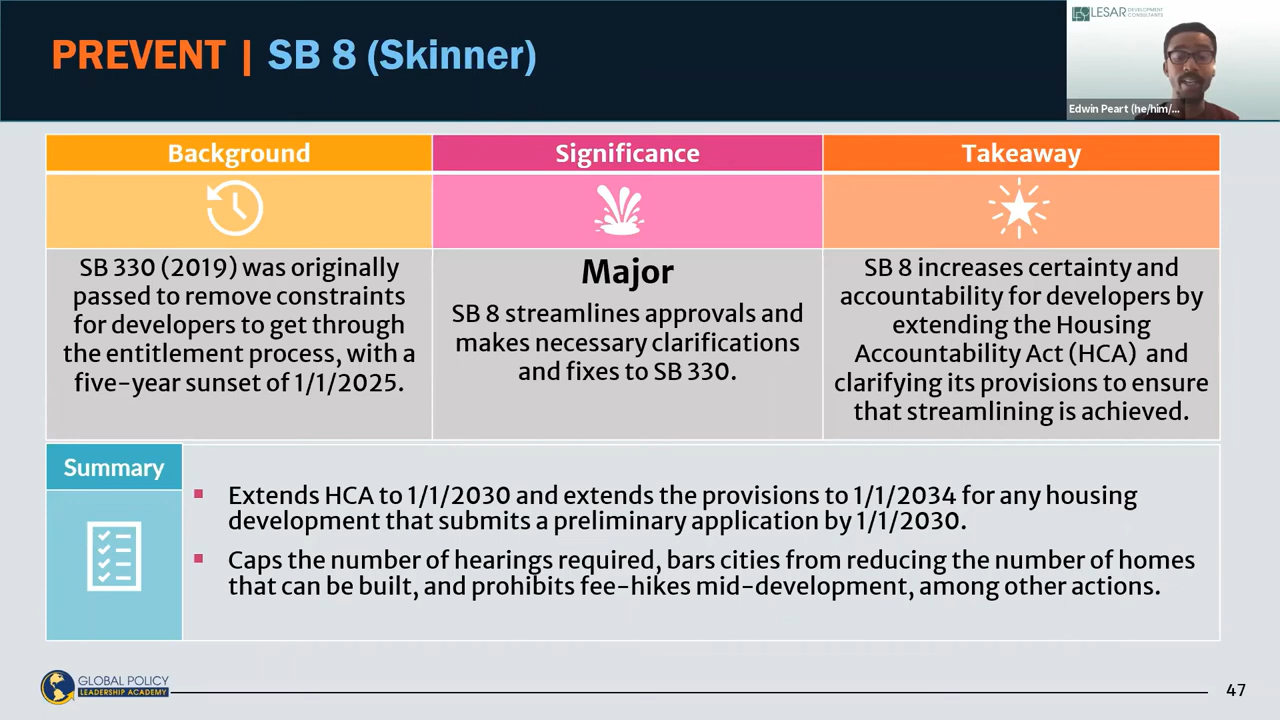 PREVENT | SB 8 (Skinner)
LESAR DEVELOPMENT
CONSULTANTS
Edwin Peart (he/him/...
Background
Significance
Takeaway
SB 330 (2019) was originally
passed to remove constraints
for developers to get through
the entitlement process, with a
five-year sunset of 1/1/2025.
Major
SB 8 streamlines approvals and
makes necessary clarifications
and fixes to SB 330.
SB 8 increases certainty and
accountability for developers by
extending the Housing
Accountability Act (HCA) and
clarifying its provisions to ensure
that streamlining is achieved.
Summary
Extends HCA to 1/1/2030 and extends the provisions to 1/1/2034 for any housing
development that submits a preliminary application by 1/1/2030.
Caps the number of hearings required, bars cities from reducing the number of homes
that can be built, and prohibits fee-hikes mid-development, among other actions.
GLOBAL POLICY
LEADERSHIP ACADEMY
47